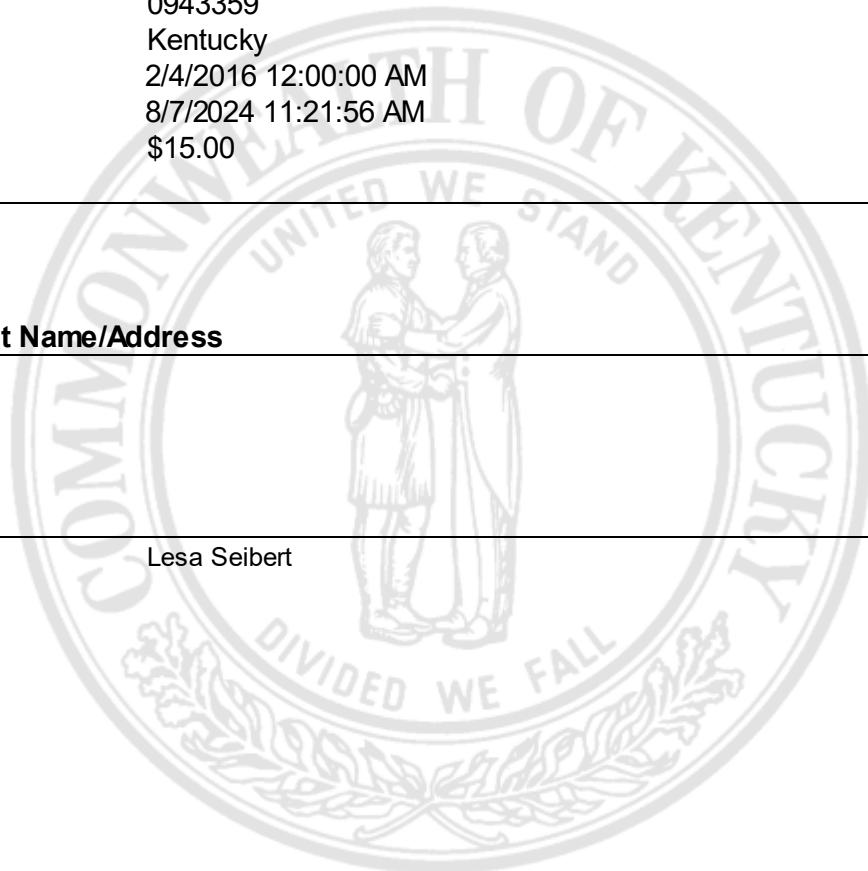 0943359
Kentucky
2/4/2016 12:00:00 AM
8/7/2024 11:21:56 AM
$15.00
t Name/Address
Lesa Seibert
COMMONWEALTH OF KENTUCKY
UNITED WE STAND
DIVIDED WE FALL